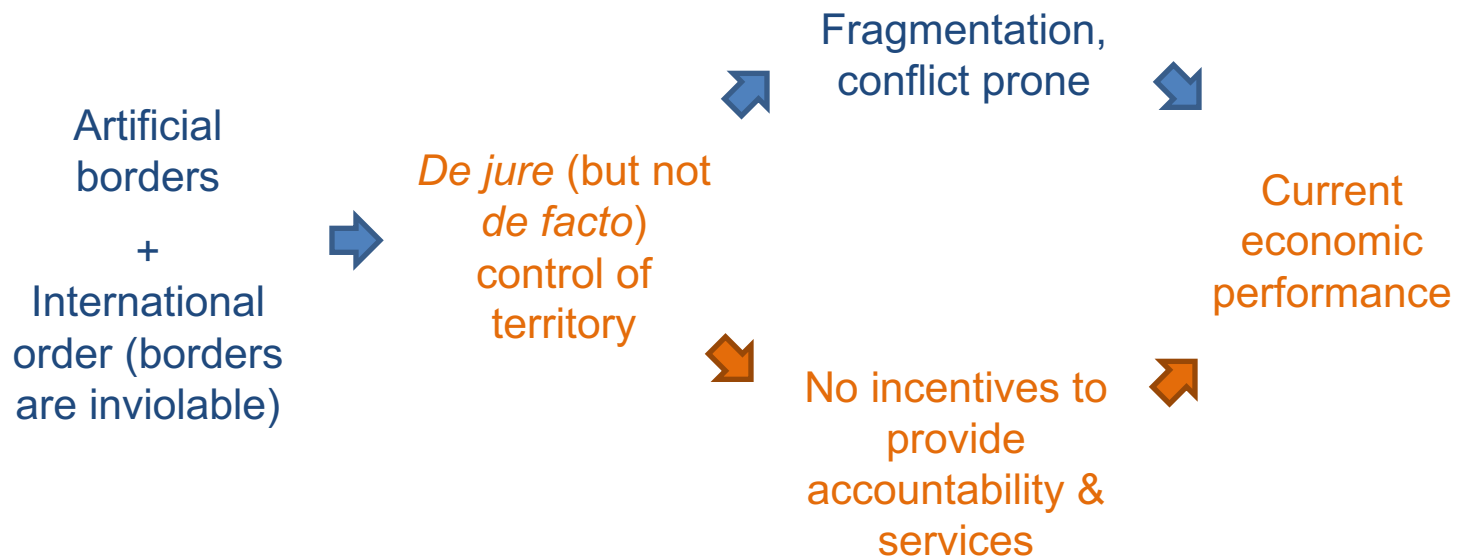 Artificial
borders
+
International
order (borders
are inviolable)
De jure (but not
de facto)
control of
territory
Fragmentation,
conflict prone
No incentives to
provide
accountability &
services
Current
economic
performance